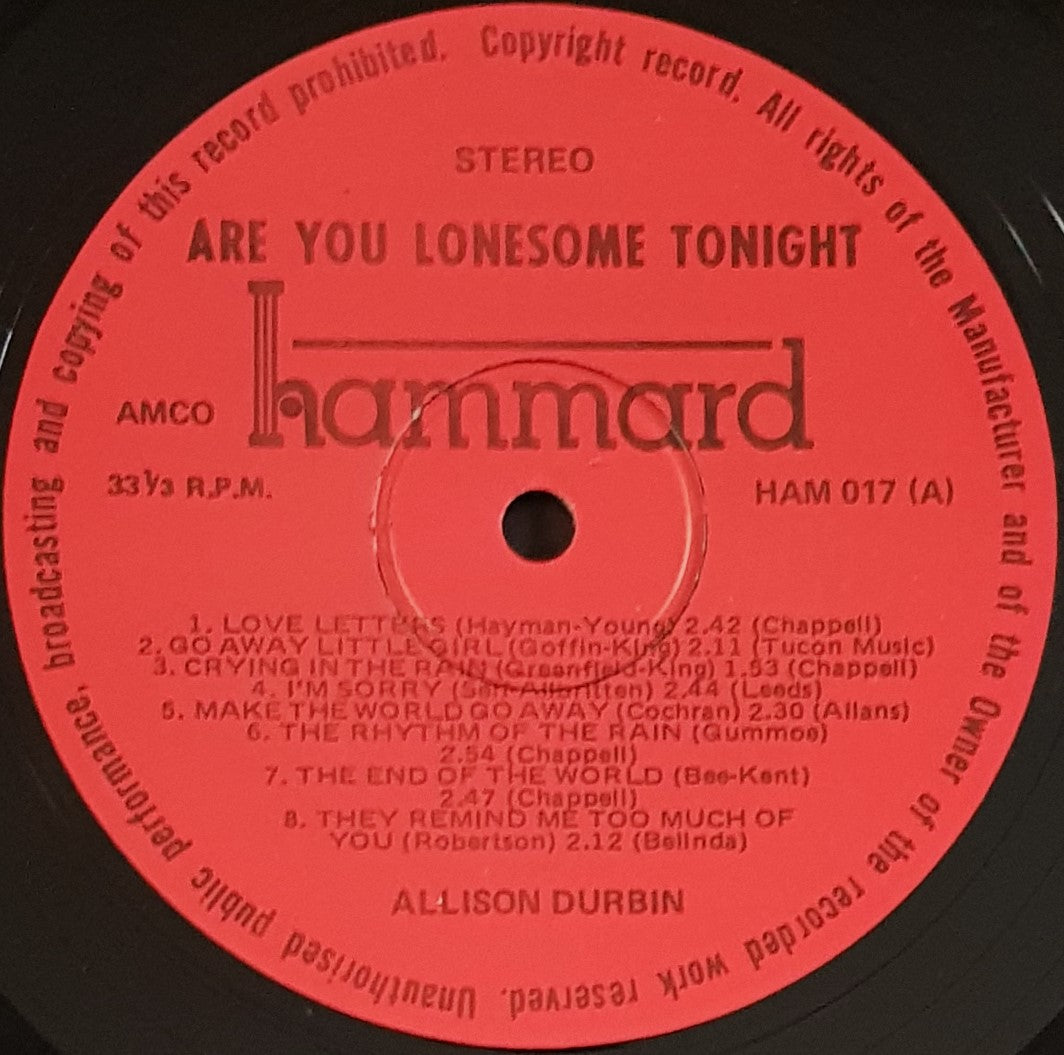 Copyright record. All rights of the Manufacturer and of the Owner of the recorded work reserved. Unauthorised public performance, broadcasting and copying of this record prohibited.
STEREO
ARE YOU LONESOME TONIGHT
hammard
AMCO
33⅓ R.P.M.
HAM 017 (A)
1. LOVE LETTERS (Hayman-Young) 2.42 (Chappell)
2. GO AWAY LITTLE GIRL (Goffin-King) 2.11 (Tucon Music)
3. CRYING IN THE RAIN (Greenfield-King) 1.53 (Chappell)
4. I'M SORRY 2.44 (Leeds)
5. MAKE THE WORLD GO AWAY (Cochran) 2.30 (Allans)
6. THE RHYTHM OF THE RAIN (Gummoe)
2.54 (Chappell)
7. THE END OF THE WORLD (Bee-Kent)
2.47 (Chappell)
8. THEY REMIND ME TOO MUCH OF
YOU (Robertson) 2.12 (Belinda)
ALLISON DURBIN